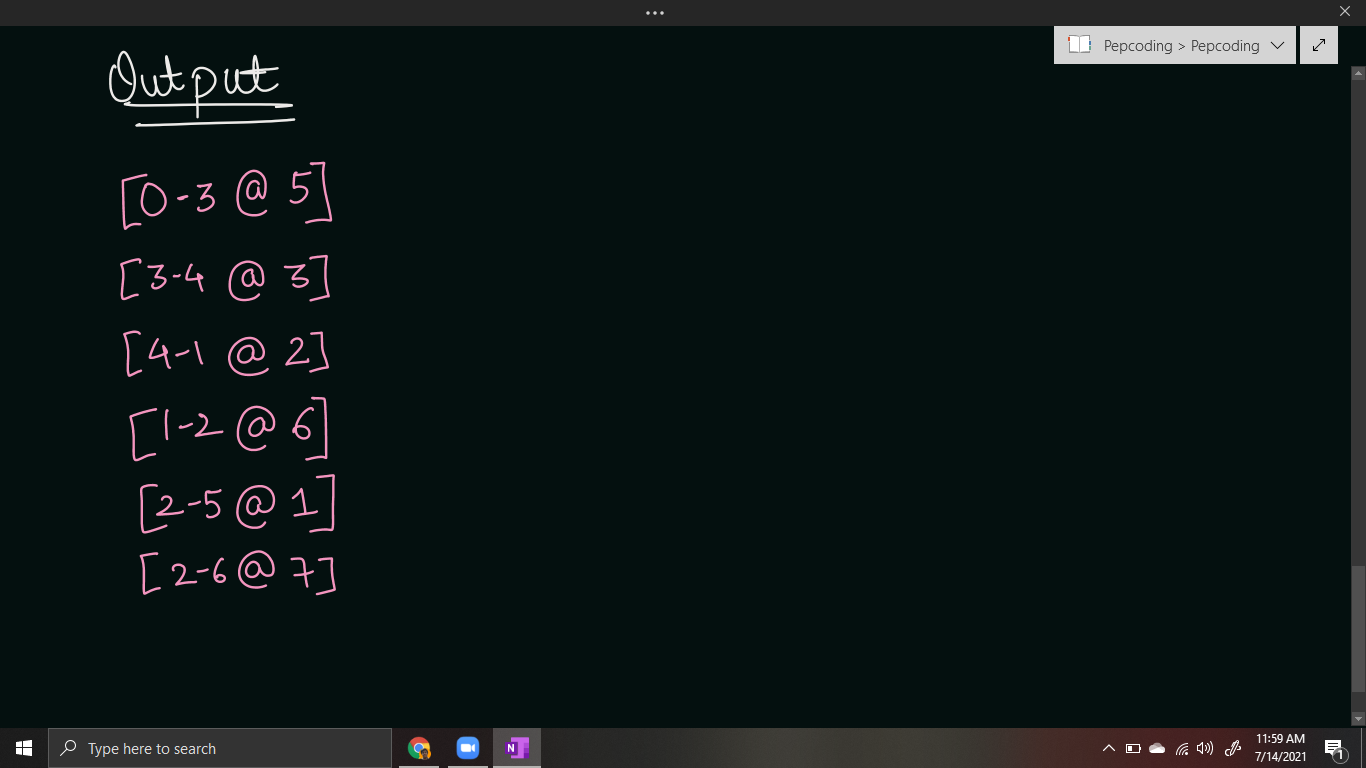 Pepcoding > Pepcoding
Output
[0-3 @ 5]
[3-4 @ 3]
[4-1 @ 2]
[1-2 @ 6]
[2-5 @ 1]
[2-6 @ 7]
Type here to search
N
11:59 AM
7/14/2021
1